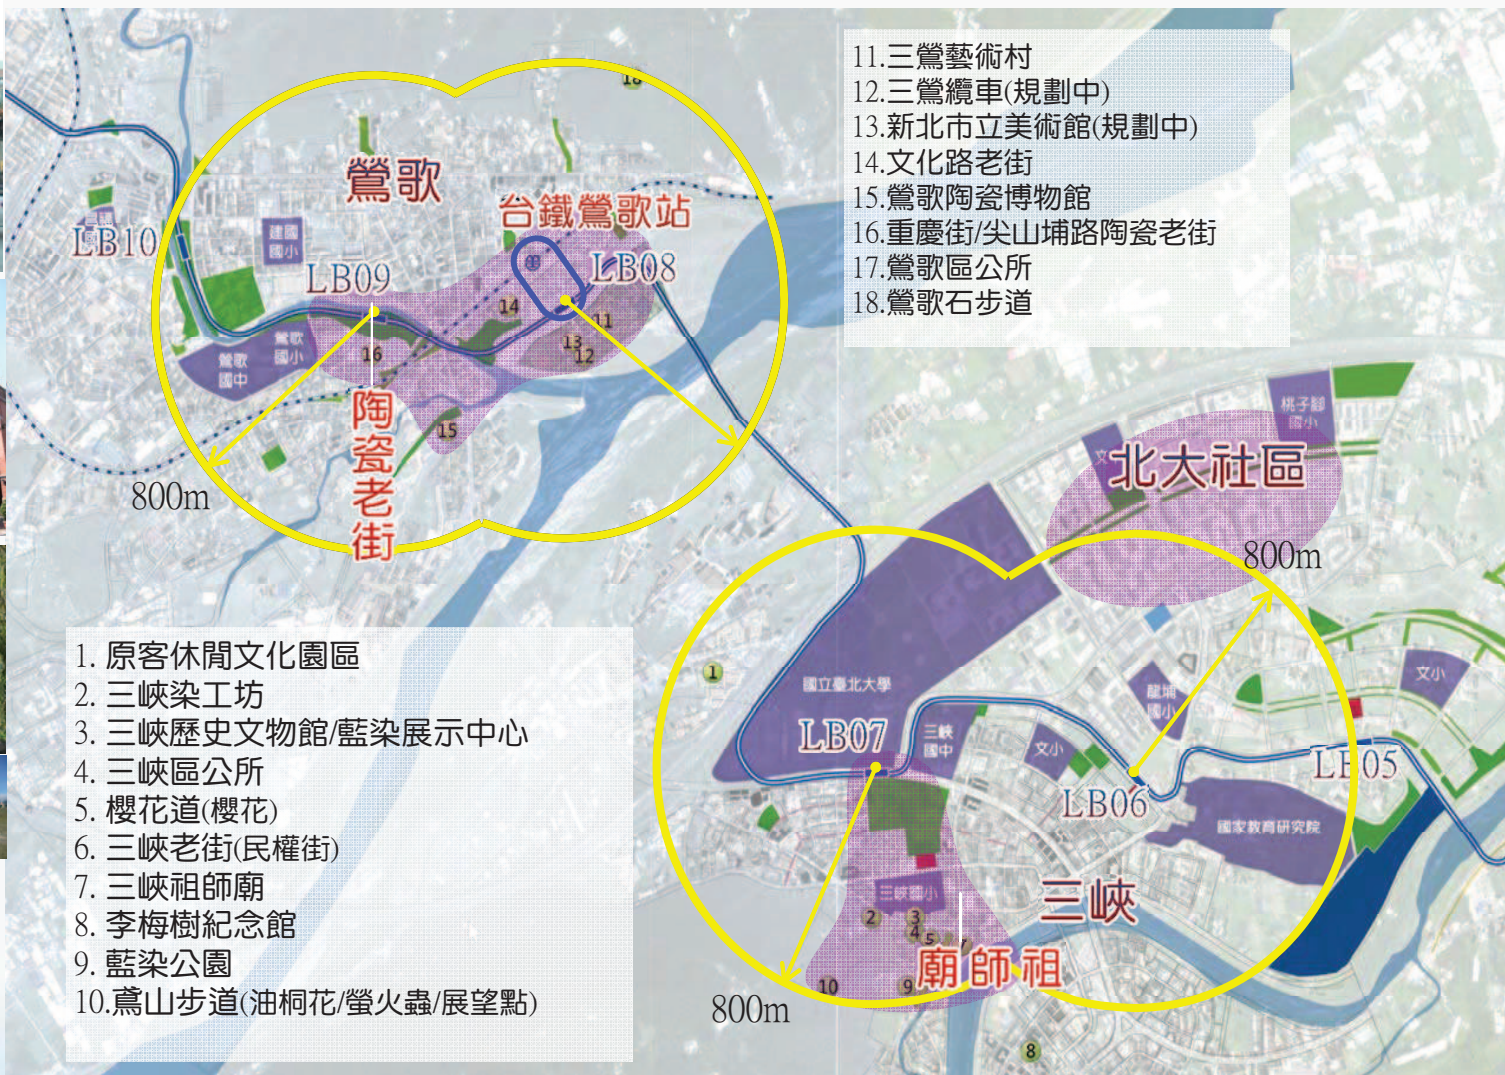 11.三鶯藝術村
12.三鶯纜車(規劃中)
13.新北市立美術館(規劃中)
14.文化路老街
15.鶯歌陶瓷博物館
16.重慶街/尖山埔路陶瓷老街
17.鶯歌區公所
18.鶯歌石步道
18
鶯歌
台鐵鶯歌站
LB10
建國
國小
LB09
LB08
14
11
13
12
16
鶯歌
國小
鶯歌
國中
陶瓷老街
15
800m
桃子腳
國小
北大社區
800m
1. 原客休閒文化園區
2. 三峽染工坊
3. 三峽歷史文物館/藍染展示中心
4. 三峽區公所
5. 櫻花道(櫻花)
6. 三峽老街(民權街)
7. 三峽祖師廟
8. 李梅樹紀念館
9. 藍染公園
10.鳶山步道(油桐花/螢火蟲/展望點)
1
國立臺北大學
LB07
三峽
國中
文小
龍埔
國小
文小
LB05
LB06
國家教育研究院
三峽國小
三峽
2
3
4
5
7
廟師祖
10
9
800m
8